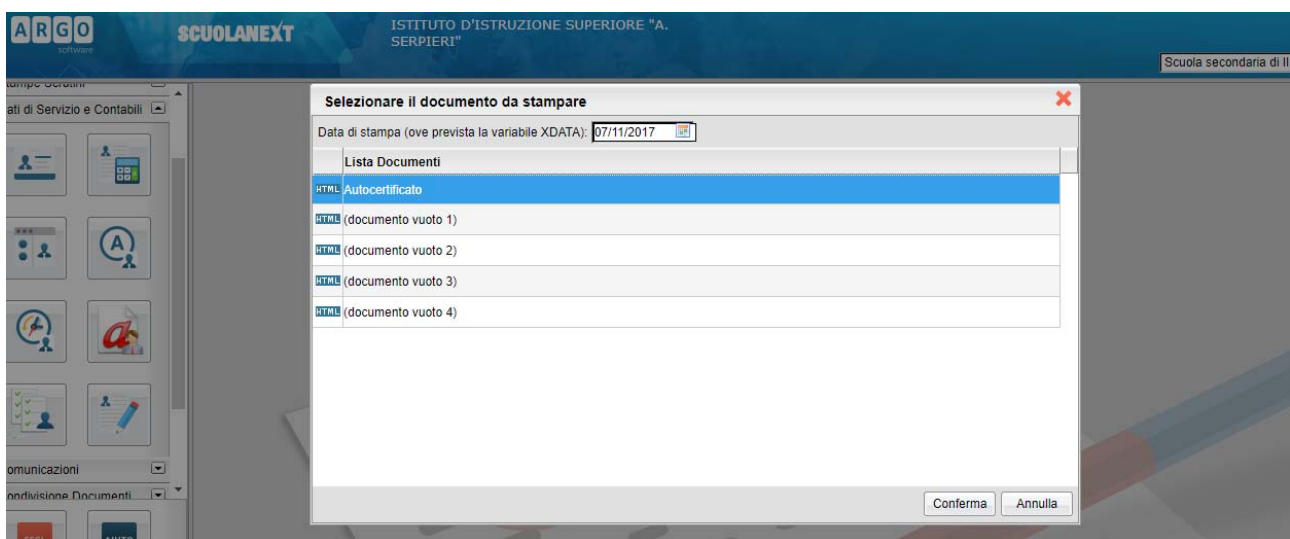 ARGO
software
SCUOLANEXT
ISTITUTO D'ISTRUZIONE SUPERIORE "A.
SERPIERI"
Scuola secondaria di II
ati di Servizio e Contabili
Selezionare il documento da stampare
Data di stampa (ove prevista la variabile XDATA): 07/11/2017
Lista Documenti
HTML Autocertificato
HTML (documento vuoto 1)
HTML (documento vuoto 2)
HTML (documento vuoto 3)
HTML (documento vuoto 4)
A
a
omunicazioni
ondivisione Documenti
Conferma Annulla